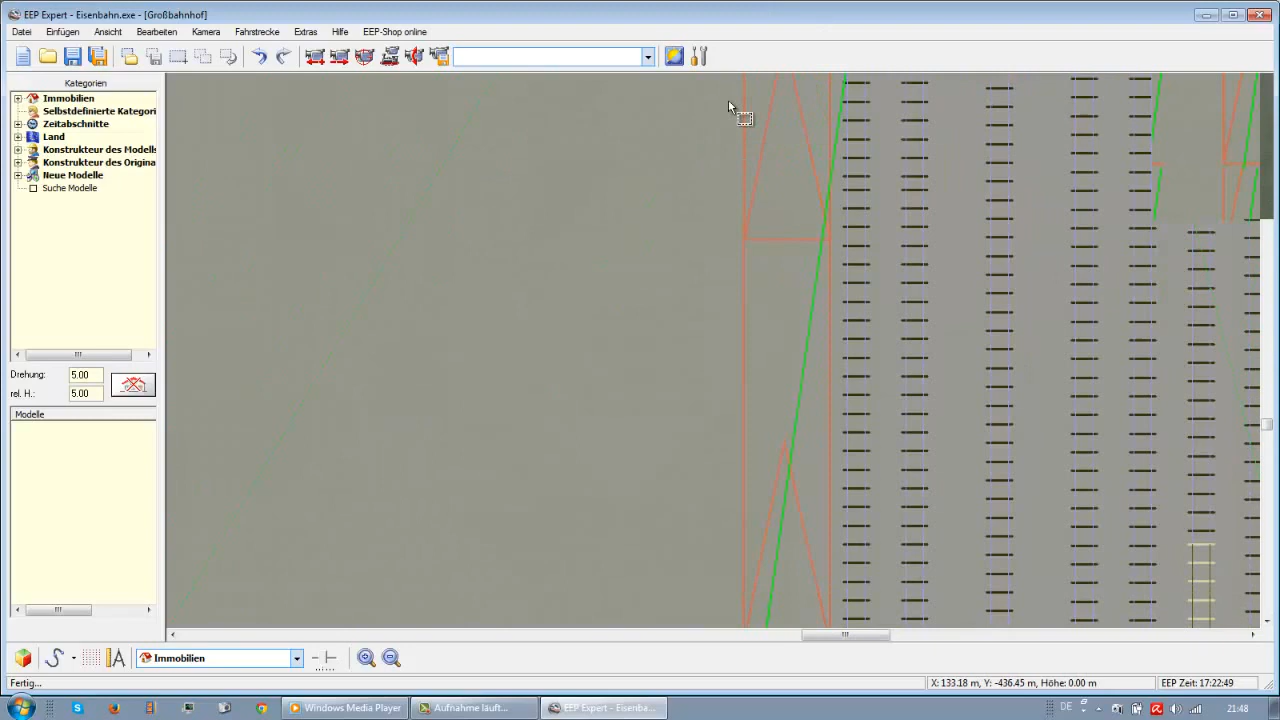 EEP Expert - Eisenbahn.exe - [Großbahnhof]
Datei Einfügen Ansicht Bearbeiten Kamera Fahrstrecke Extras Hilfe EEP-Shop online
Kategorien
Immobilien
Selbstdefinierte Kategori
Zeitabschnitte
Land
Konstrukteur des Modells
Konstrukteur des Origina
Neue Modelle
Suche Modelle
Drehung: 5.00
rel. H.: 5.00
Modelle
Immobilien
Fertig...
X: 133.18 m, Y: -436.45 m, Höhe: 0.00 m
EEP Zeit: 17:22:49
Windows Media Player
Aufnahme läuft...
EEP Expert - Eisenba...
DE
21:48